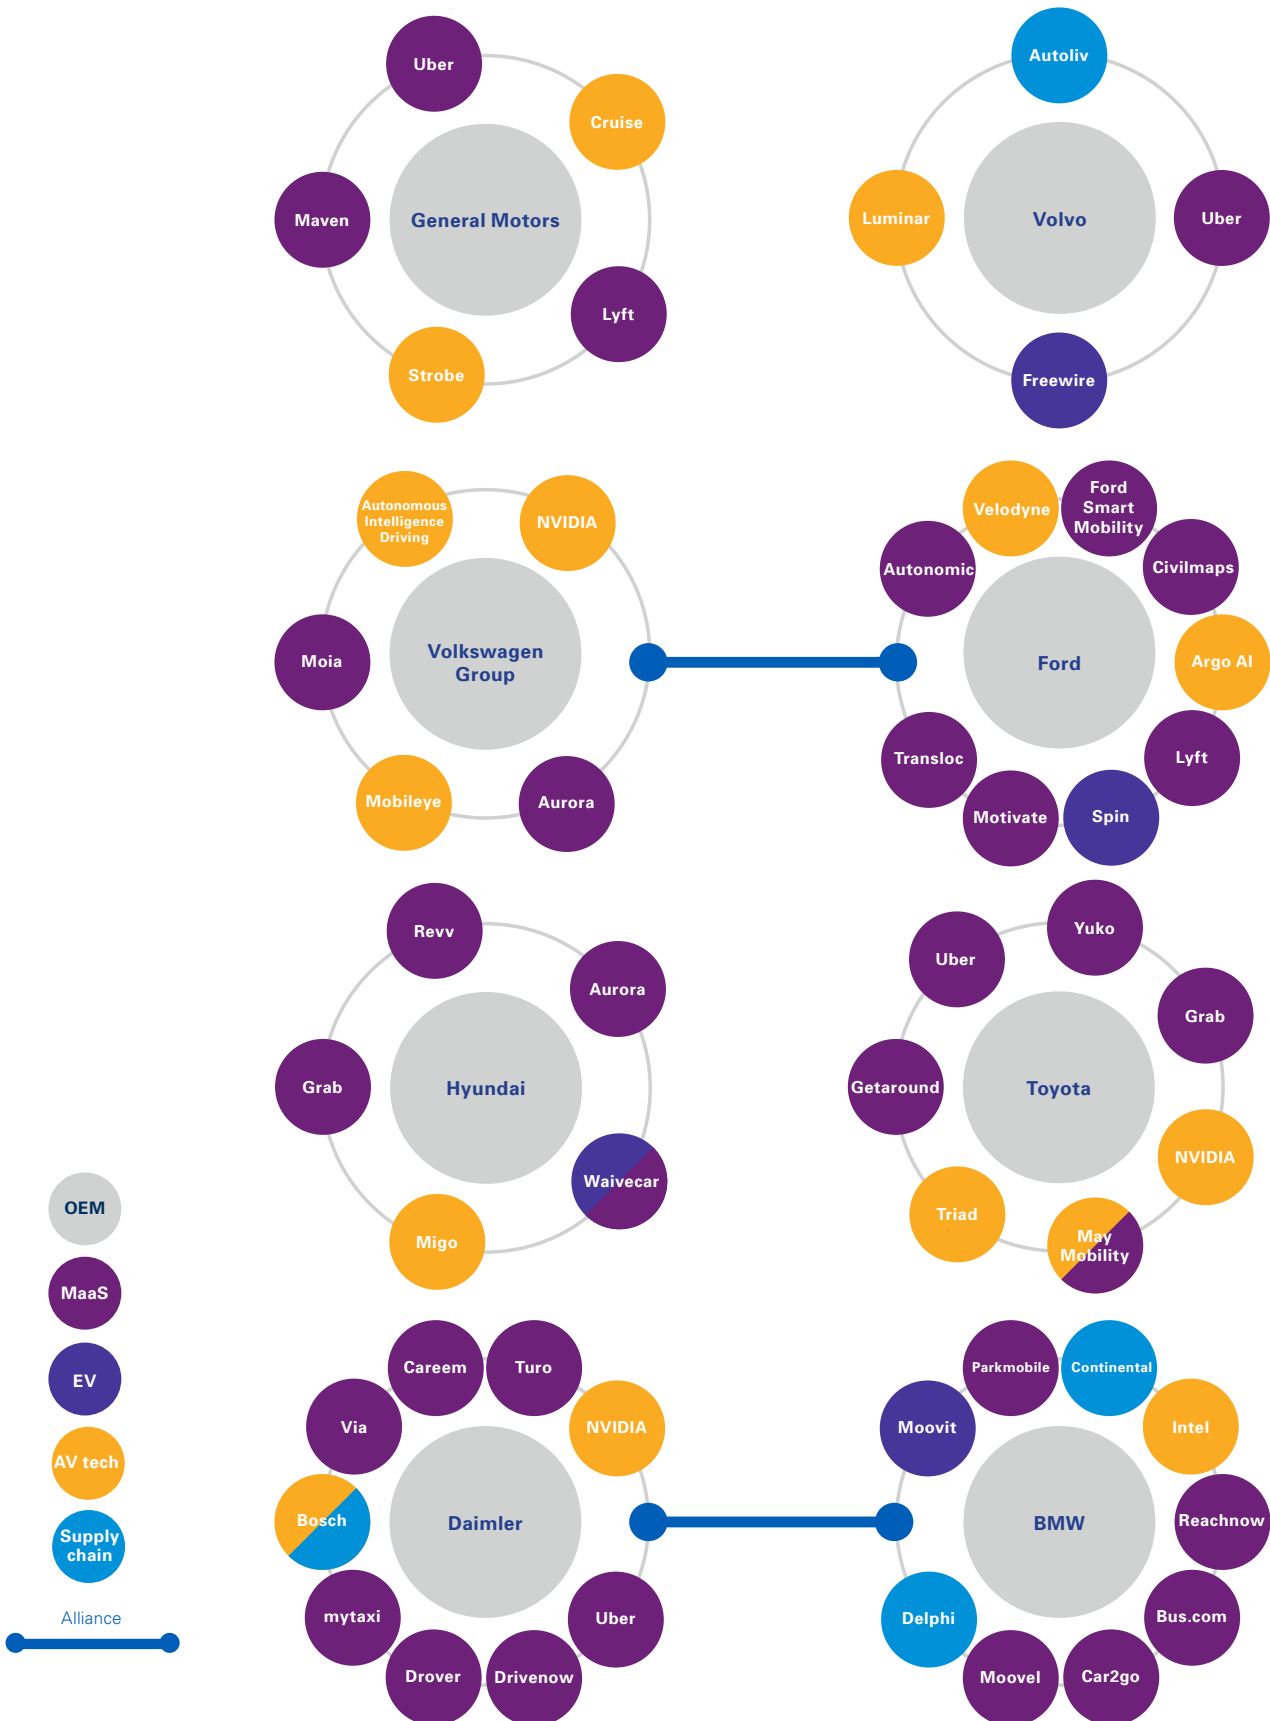 Uber
Cruise
Maven
General Motors
Lyft
Strobe
Autoliv
Luminar
Volvo
Uber
Freewire
Autonomous
Intelligence
Driving
NVIDIA
Moia
Volkswagen
Group
Mobileye
Aurora
Velodyne
Ford
Smart
Mobility
Autonomic
Civilmaps
Ford
Argo AI
Transloc
Lyft
Motivate
Spin
Revv
Aurora
Grab
Hyundai
Waivecar
Migo
Yuko
Uber
Grab
Getaround
Toyota
NVIDIA
Triad
May
Mobility
OEM
MaaS
EV
AV tech
Supply
chain
Alliance
Careem
Turo
Via
NVIDIA
Bosch
Daimler
mytaxi
Uber
Drover
Drivenow
Parkmobile
Continental
Moovit
Intel
BMW
Reachnow
Delphi
Bus.com
Moovel
Car2go